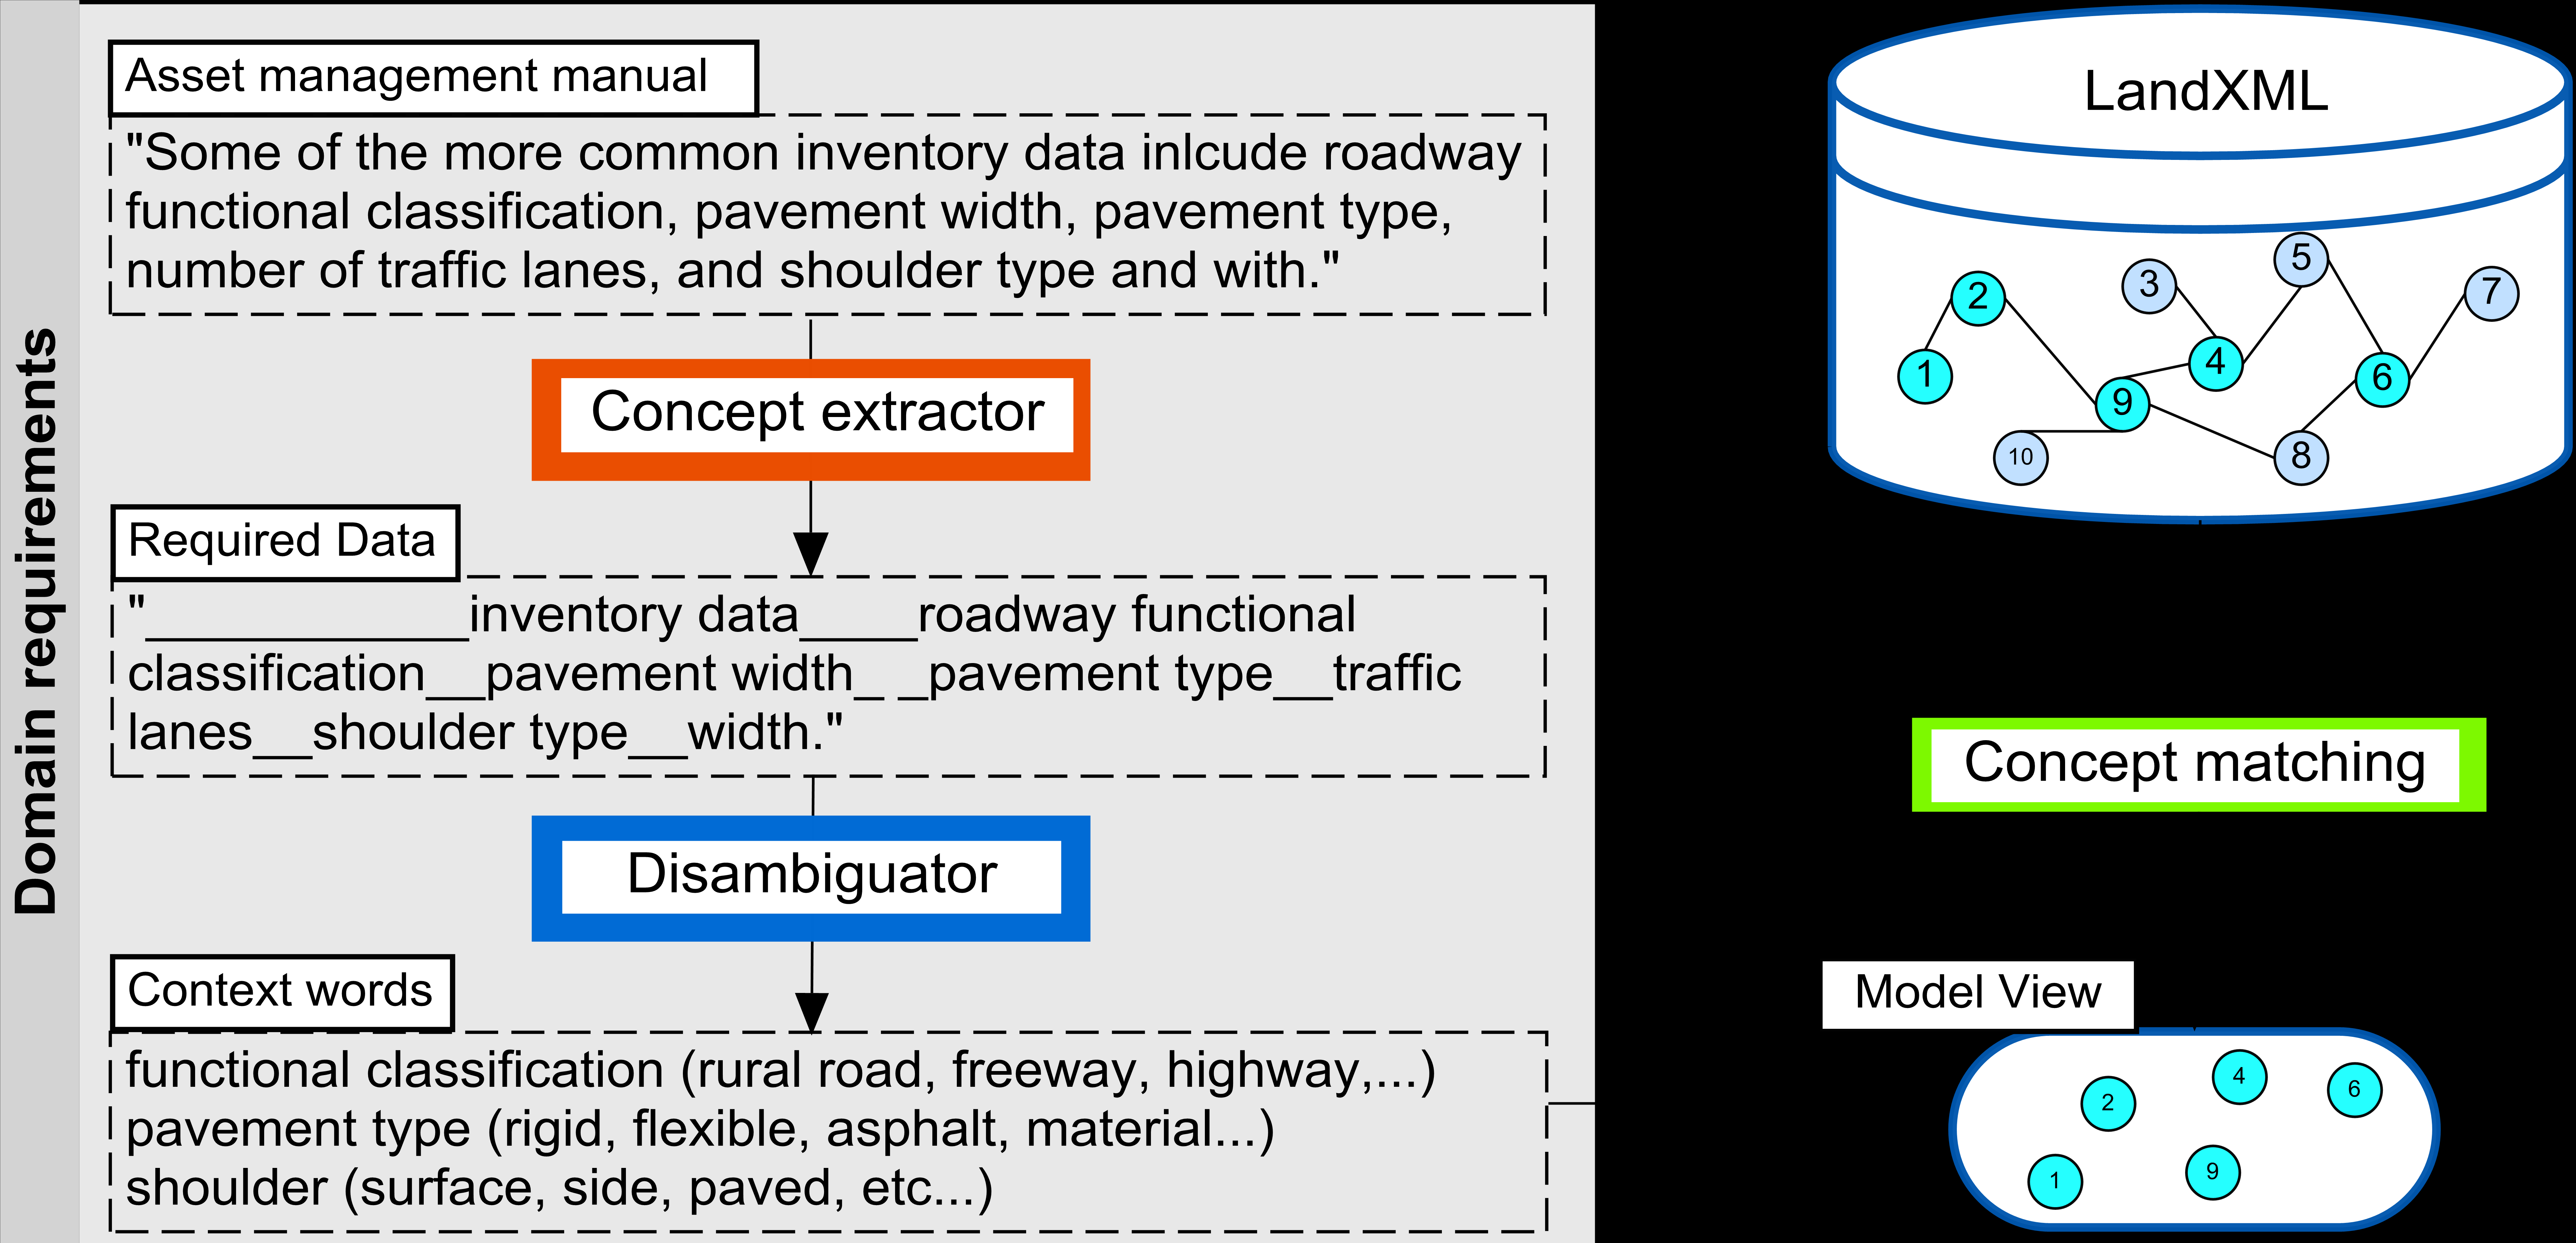 Domain requirements
Asset management manual
"Some of the more common inventory data inlcude roadway
functional classification, pavement width, pavement type,
number of traffic lanes, and shoulder type and with."
Concept extractor
Required Data
"___________inventory data____roadway functional
classification__pavement width_ _pavement type__traffic
lanes__shoulder type__width."
Disambiguator
Context words
functional classification (rural road, freeway, highway,...)
pavement type (rigid, flexible, asphalt, material...)
shoulder (surface, side, paved, etc...)
LandXML
5
3
7
2
4
1
6
9
10
8
Concept matching
Model View
4
6
2
9
1